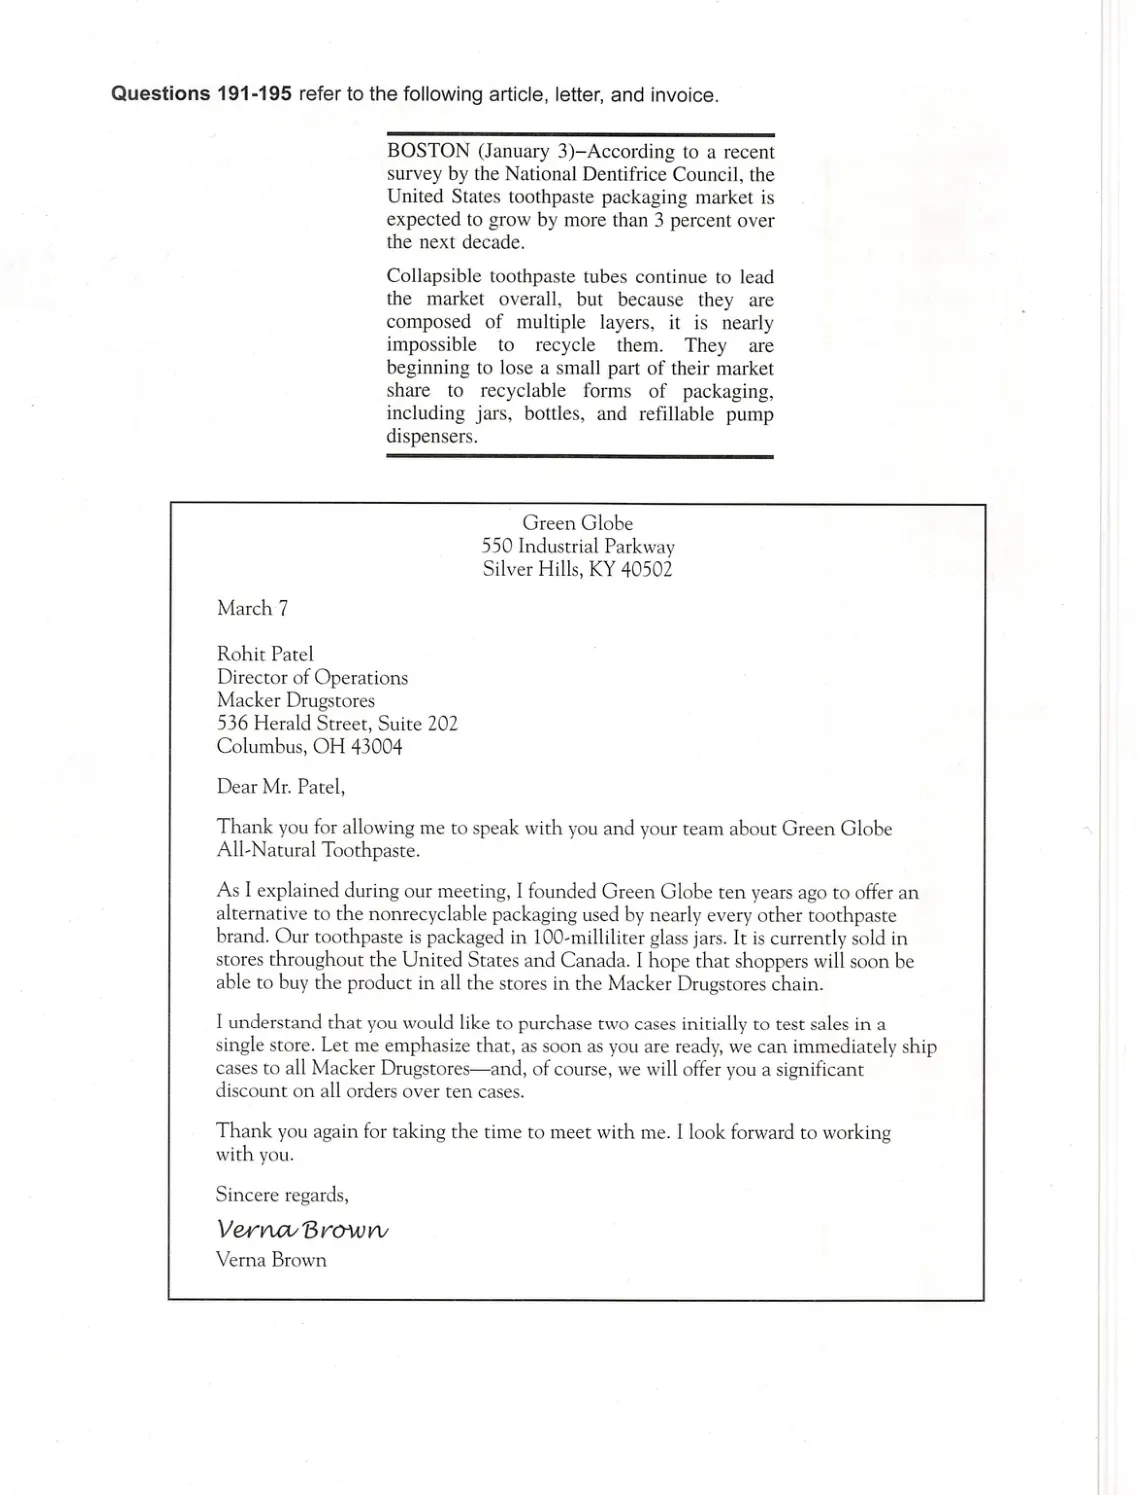 Questions 191-195 refer to the following article, letter, and invoice.
BOSTON (January 3)–According to a recent
survey by the National Dentifrice Council, the
United States toothpaste packaging market is
expected to grow by more than 3 percent over
the next decade.
Collapsible toothpaste tubes continue to lead
the market overall, but because they are
composed of multiple layers, it is nearly
impossible to recycle them. They are
beginning to lose a small part of their market
share to recyclable forms of packaging,
including jars, bottles, and refillable pump
dispensers.
Green Globe
550 Industrial Parkway
Silver Hills, KY 40502
March 7
Rohit Patel
Director of Operations
Macker Drugstores
536 Herald Street, Suite 202
Columbus, OH 43004
Dear Mr. Patel,
Thank you for allowing me to speak with you and your team about Green Globe
All-Natural Toothpaste.
As I explained during our meeting, I founded Green Globe ten years ago to offer an
alternative to the nonrecyclable packaging used by nearly every other toothpaste
brand. Our toothpaste is packaged in 100-milliliter glass jars. It is currently sold in
stores throughout the United States and Canada. I hope that shoppers will soon be
able to buy the product in all the stores in the Macker Drugstores chain.
I understand that you would like to purchase two cases initially to test sales in a
single store. Let me emphasize that, as soon as you are ready, we can immediately ship
cases to all Macker Drugstores—and, of course, we will offer you a significant
discount on all orders over ten cases.
Thank you again for taking the time to meet with me. I look forward to working
with you.
Sincere regards,
Verna Brown
Verna Brown